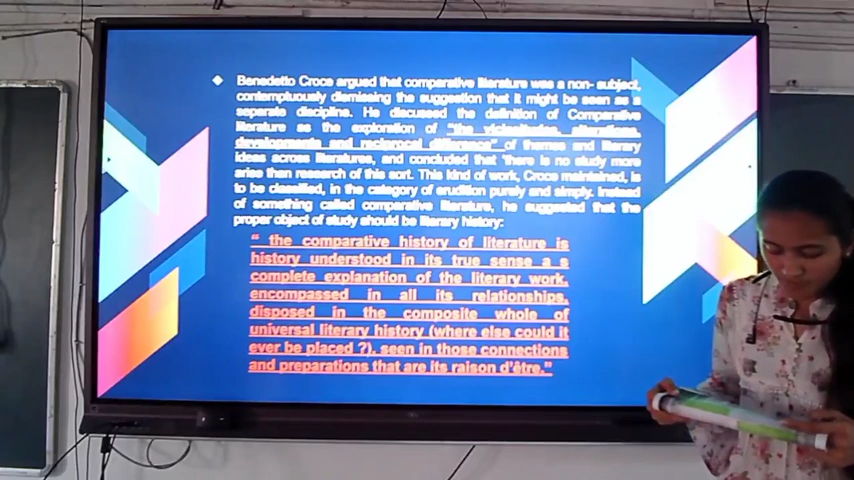 Benedetto Croce argued that comparative literature was a non- subject,
contemptuously dismissing the suggestion that it might be seen as a
separate discipline. He discussed the definition of Comparative
literature as the exploration of "the vicissitudes, alterations,
developments and reciprocal difference" of themes and literary
ideas across literatures, and concluded that 'there is no study more
arise than research of this sort. This kind of work, Croce maintained, is
to be classified, in the category of erudition purely and simply. Instead
of something called comparative literature, he suggested that the
proper object of study should be literary history:
" the comparative history of literature is
history understood in its true sense a s
complete explanation of the literary work,
encompassed in all its relationships,
disposed in the composite whole of
universal literary history (where else could it
ever be placed ?), seen in those connections
and preparations that are its raison d'être."